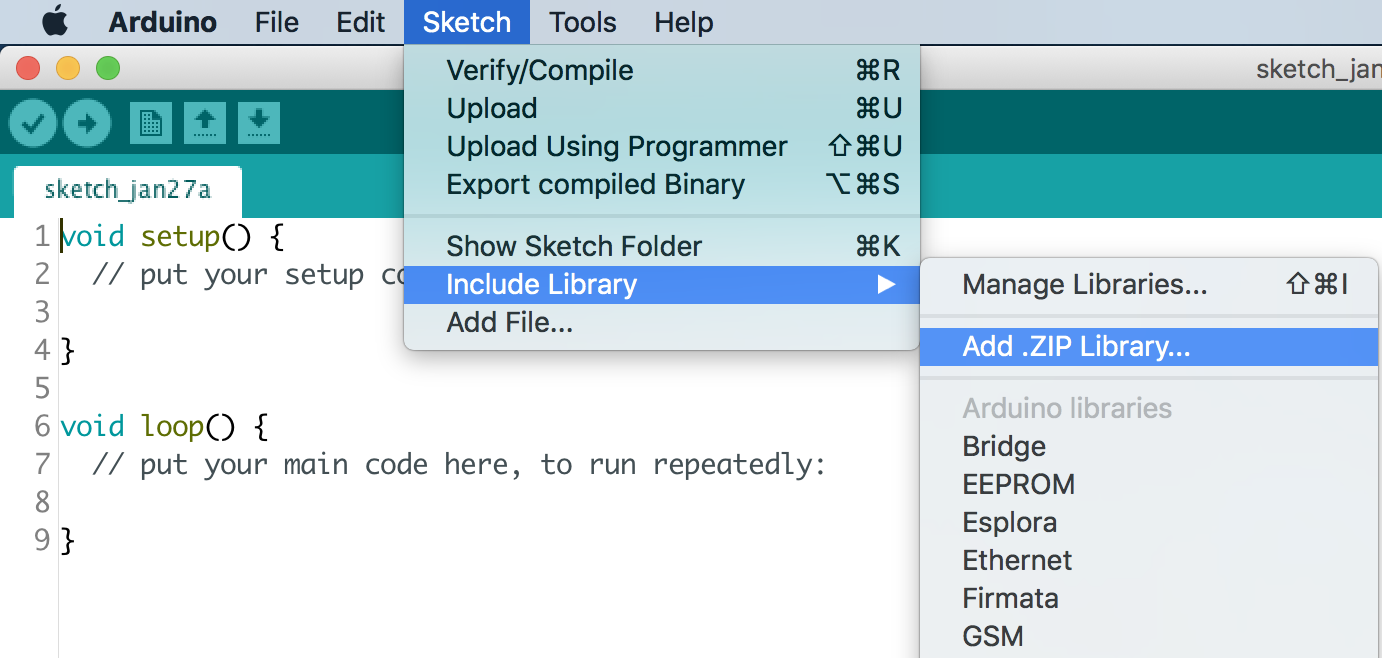 Arduino File Edit Sketch Tools Help
sketch_jan
Verify/Compile ⌘R
Upload ⌘U
Upload Using Programmer ⇧⌘U
Export compiled Binary ⌥⌘S
Show Sketch Folder ⌘K
Include Library ▶
Add File...
Manage Libraries... ⇧⌘I
Add .ZIP Library...
Arduino libraries
Bridge
EEPROM
Esplora
Ethernet
Firmata
GSM
sketch_jan27a
1 void setup() {
2 // put your setup co
3
4 }
5
6 void loop() {
7 // put your main code here, to run repeatedly:
8
9 }